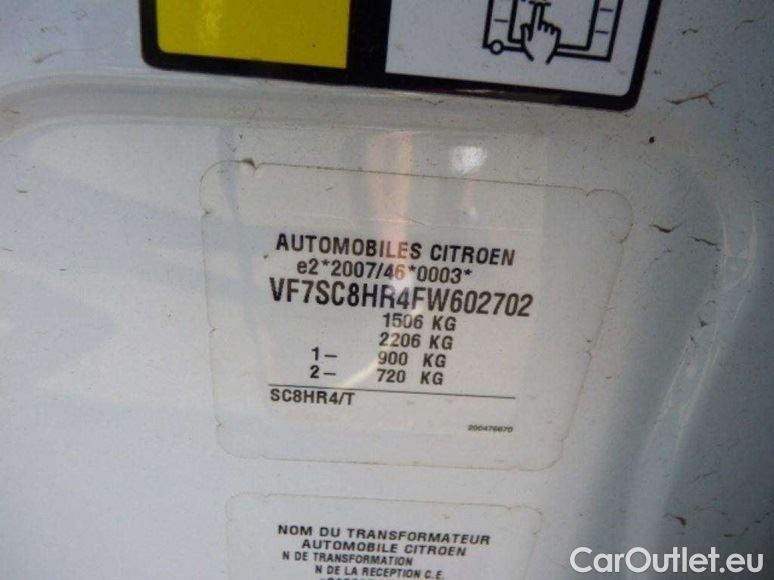 AUTOMOBILES CITROEN
e2*2007/46*0003*
VF7SC8HR4FW602702
1506 KG
2206 KG
1- 900 KG
2- 720 KG
SC8HR4/T
200476670
NOM DU TRANSFORMATEUR
AUTOMOBILE CITROEN
N DE TRANSFORMATION
N DE LA RECEPTION C.E.
CarOutlet.eu